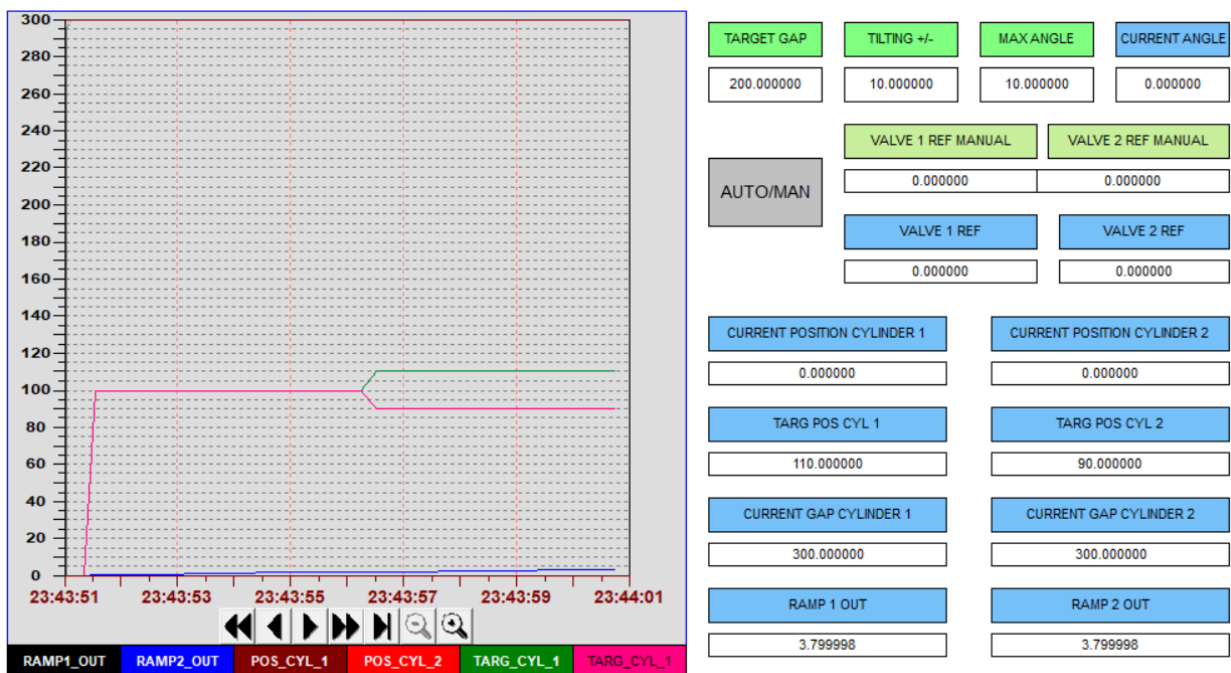 300
280
260
240
220
200
180
160
140
120
100
80
60
40
20
0
23:43:51 23:43:53 23:43:55 23:43:57 23:43:59 23:44:01
RAMP1_OUT RAMP2_OUT POS_CYL_1 POS_CYL_2 TARG_CYL_1 TARG_CYL_1
TARGET GAP TILTING +/- MAX ANGLE CURRENT ANGLE
200.000000 10.000000 10.000000 0.000000
VALVE 1 REF MANUAL VALVE 2 REF MANUAL
AUTO/MAN
0.000000 0.000000
VALVE 1 REF VALVE 2 REF
0.000000 0.000000
CURRENT POSITION CYLINDER 1 CURRENT POSITION CYLINDER 2
0.000000 0.000000
TARG POS CYL 1 TARG POS CYL 2
110.000000 90.000000
CURRENT GAP CYLINDER 1 CURRENT GAP CYLINDER 2
300.000000 300.000000
RAMP 1 OUT RAMP 2 OUT
3.799998 3.799998